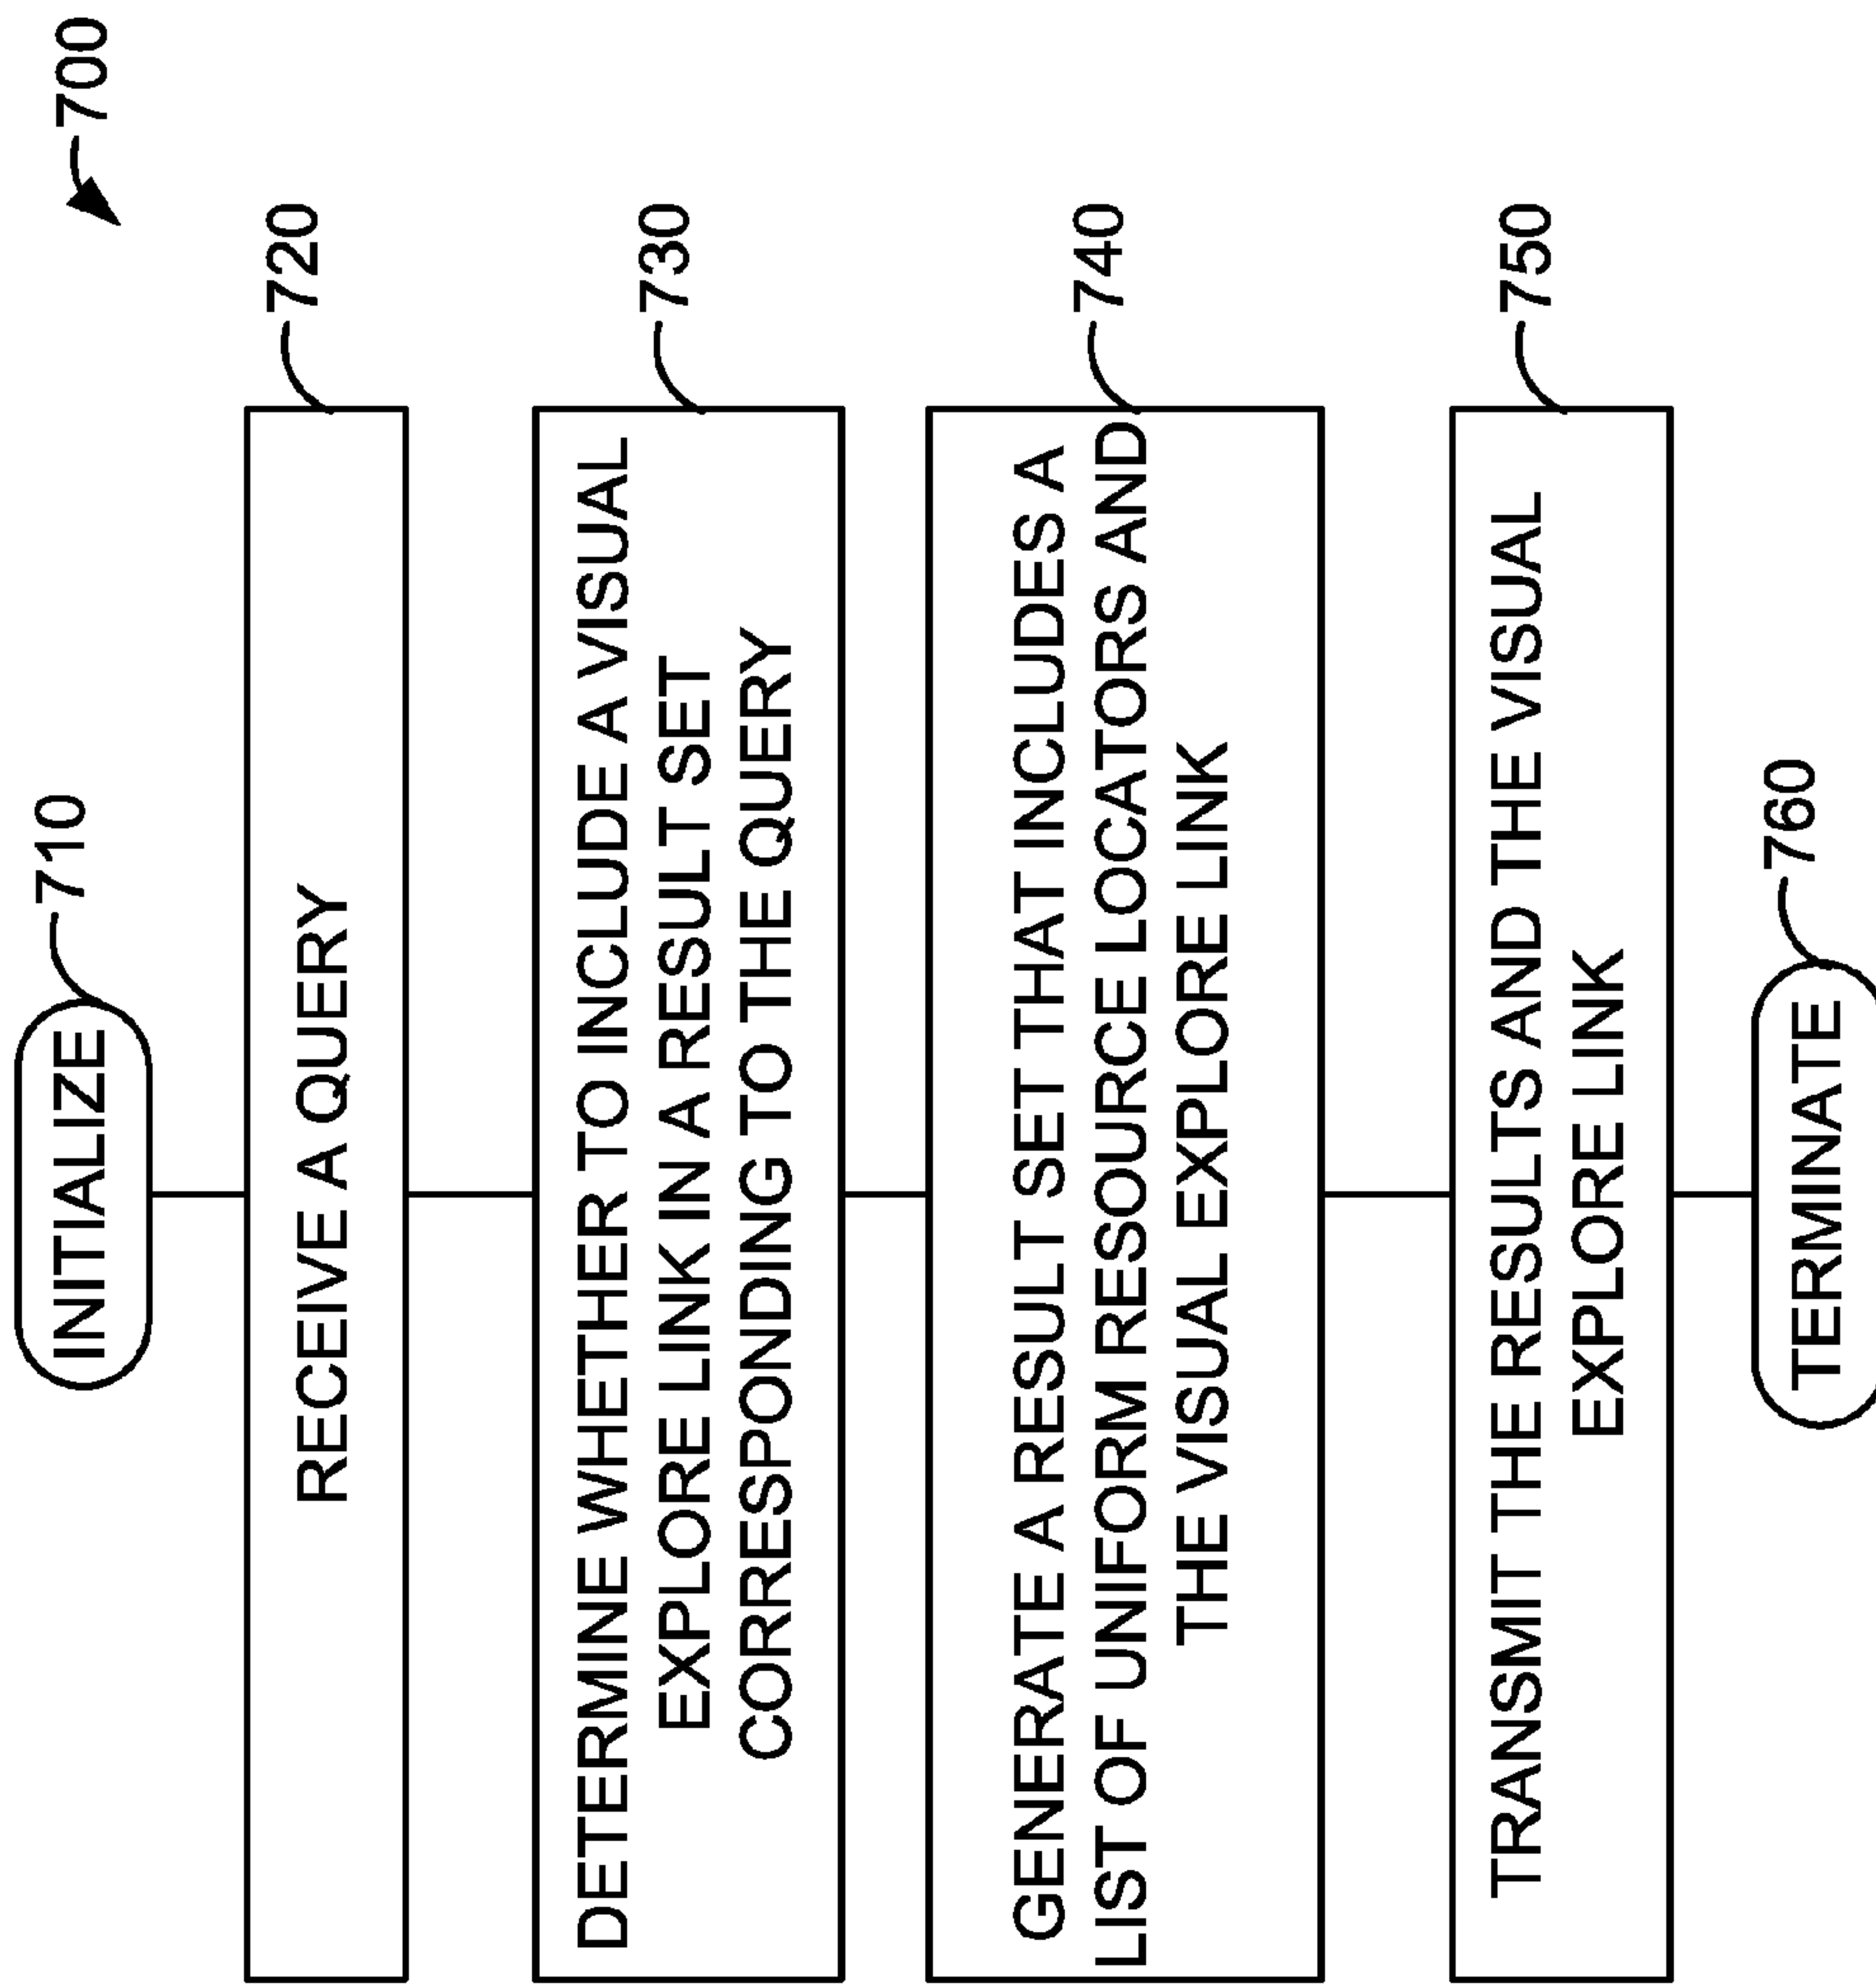 700
INITIALIZE
710
RECEIVE A QUERY
720
DETERMINE WHETHER TO INCLUDE A VISUAL
EXPLORE LINK IN A RESULT SET
CORRESPONDING TO THE QUERY
730
GENERATE A RESULT SET THAT INCLUDES A
LIST OF UNIFORM RESOURCE LOCATORS AND
THE VISUAL EXPLORE LINK
740
TRANSMIT THE RESULTS AND THE VISUAL
EXPLORE LINK
750
TERMINATE
760